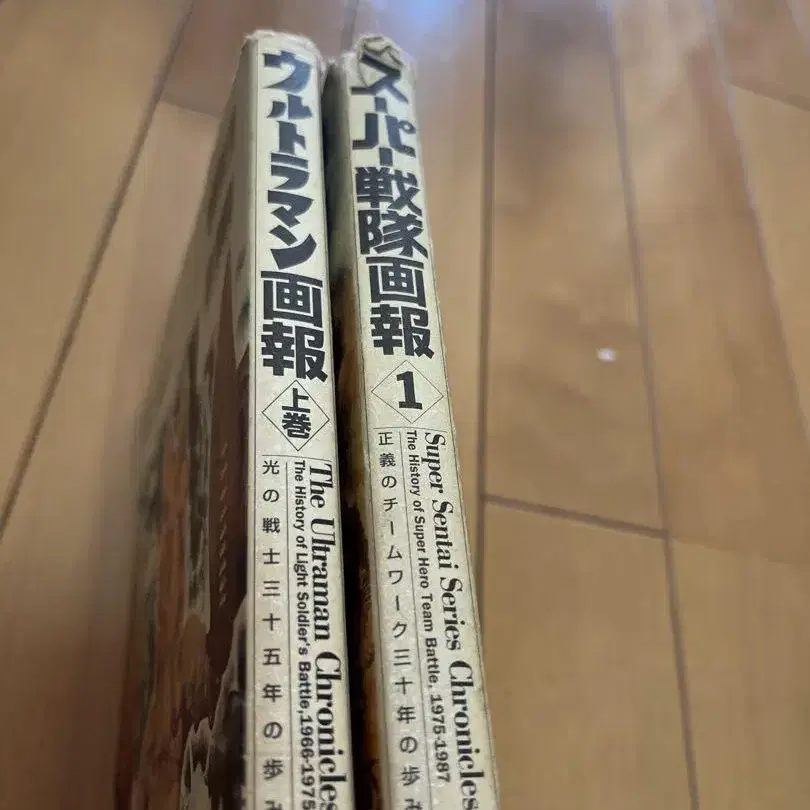 ウルトラマン画報
上巻
光の戦士三十五年の歩み
The Ultraman Chronicles
The History of Light Soldier's Battle,1966-1975
スーパー戦隊画報
1
正義のチームワーク三十年の歩み
Super Sentai Series Chronicles
The History of Super Hero Team Battle, 1975-1987